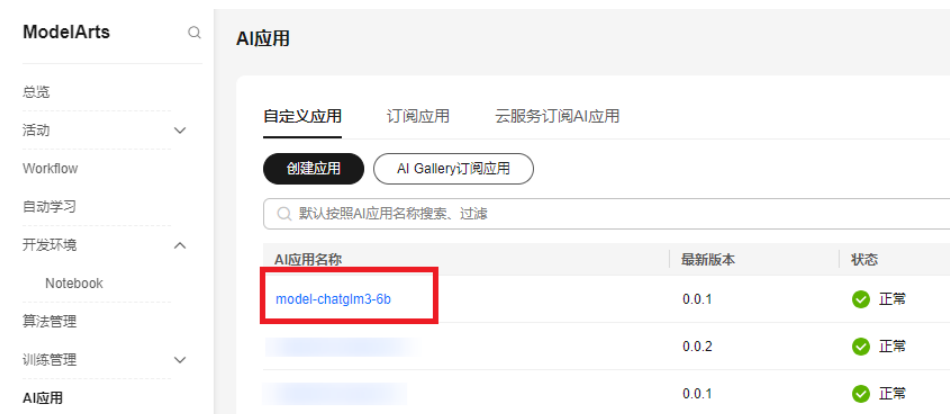 ModelArts
总览
活动
Workflow
自动学习
开发环境
Notebook
算法管理
训练管理
AI应用
AI应用
自定义应用 订阅应用 云服务订阅AI应用
创建应用 AI Gallery订阅应用
默认按照AI应用名称搜索、过滤
AI应用名称 最新版本 状态
model-chatglm3-6b 0.0.1 正常
0.0.2 正常
0.0.1 正常